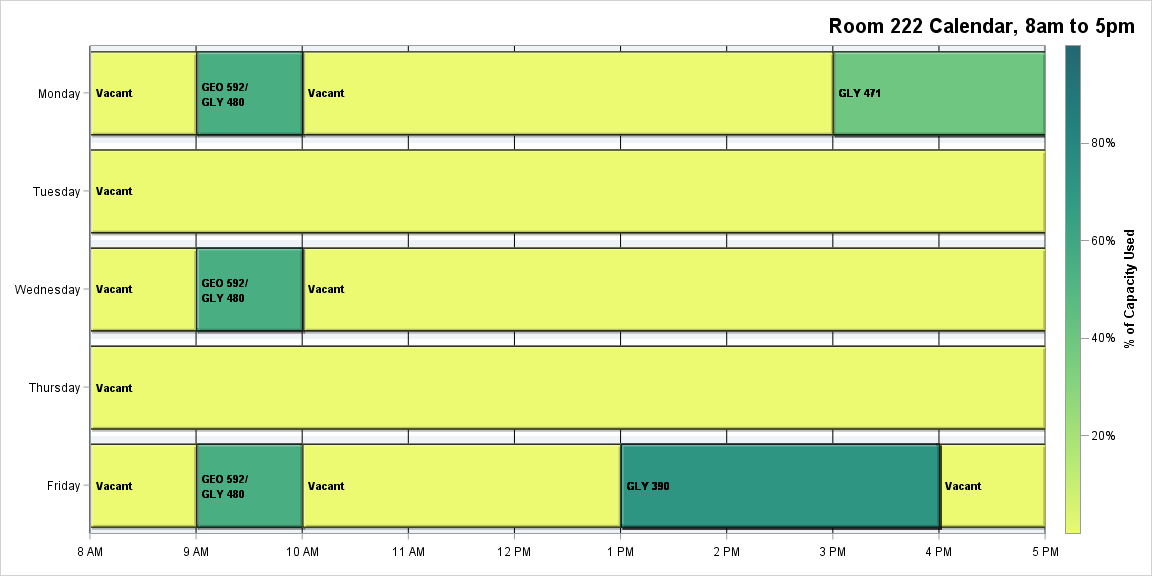 Room 222 Calendar, 8am to 5pm
Monday
Vacant
GEO 592/
GLY 480
Vacant
GLY 471
Tuesday
Vacant
Wednesday
Vacant
GEO 592/
GLY 480
Vacant
Thursday
Vacant
Friday
Vacant
GEO 592/
GLY 480
Vacant
GLY 390
Vacant
8 AM
9 AM
10 AM
11 AM
12 PM
1 PM
2 PM
3 PM
4 PM
5 PM
80%
60%
40%
20%
% of Capacity Used